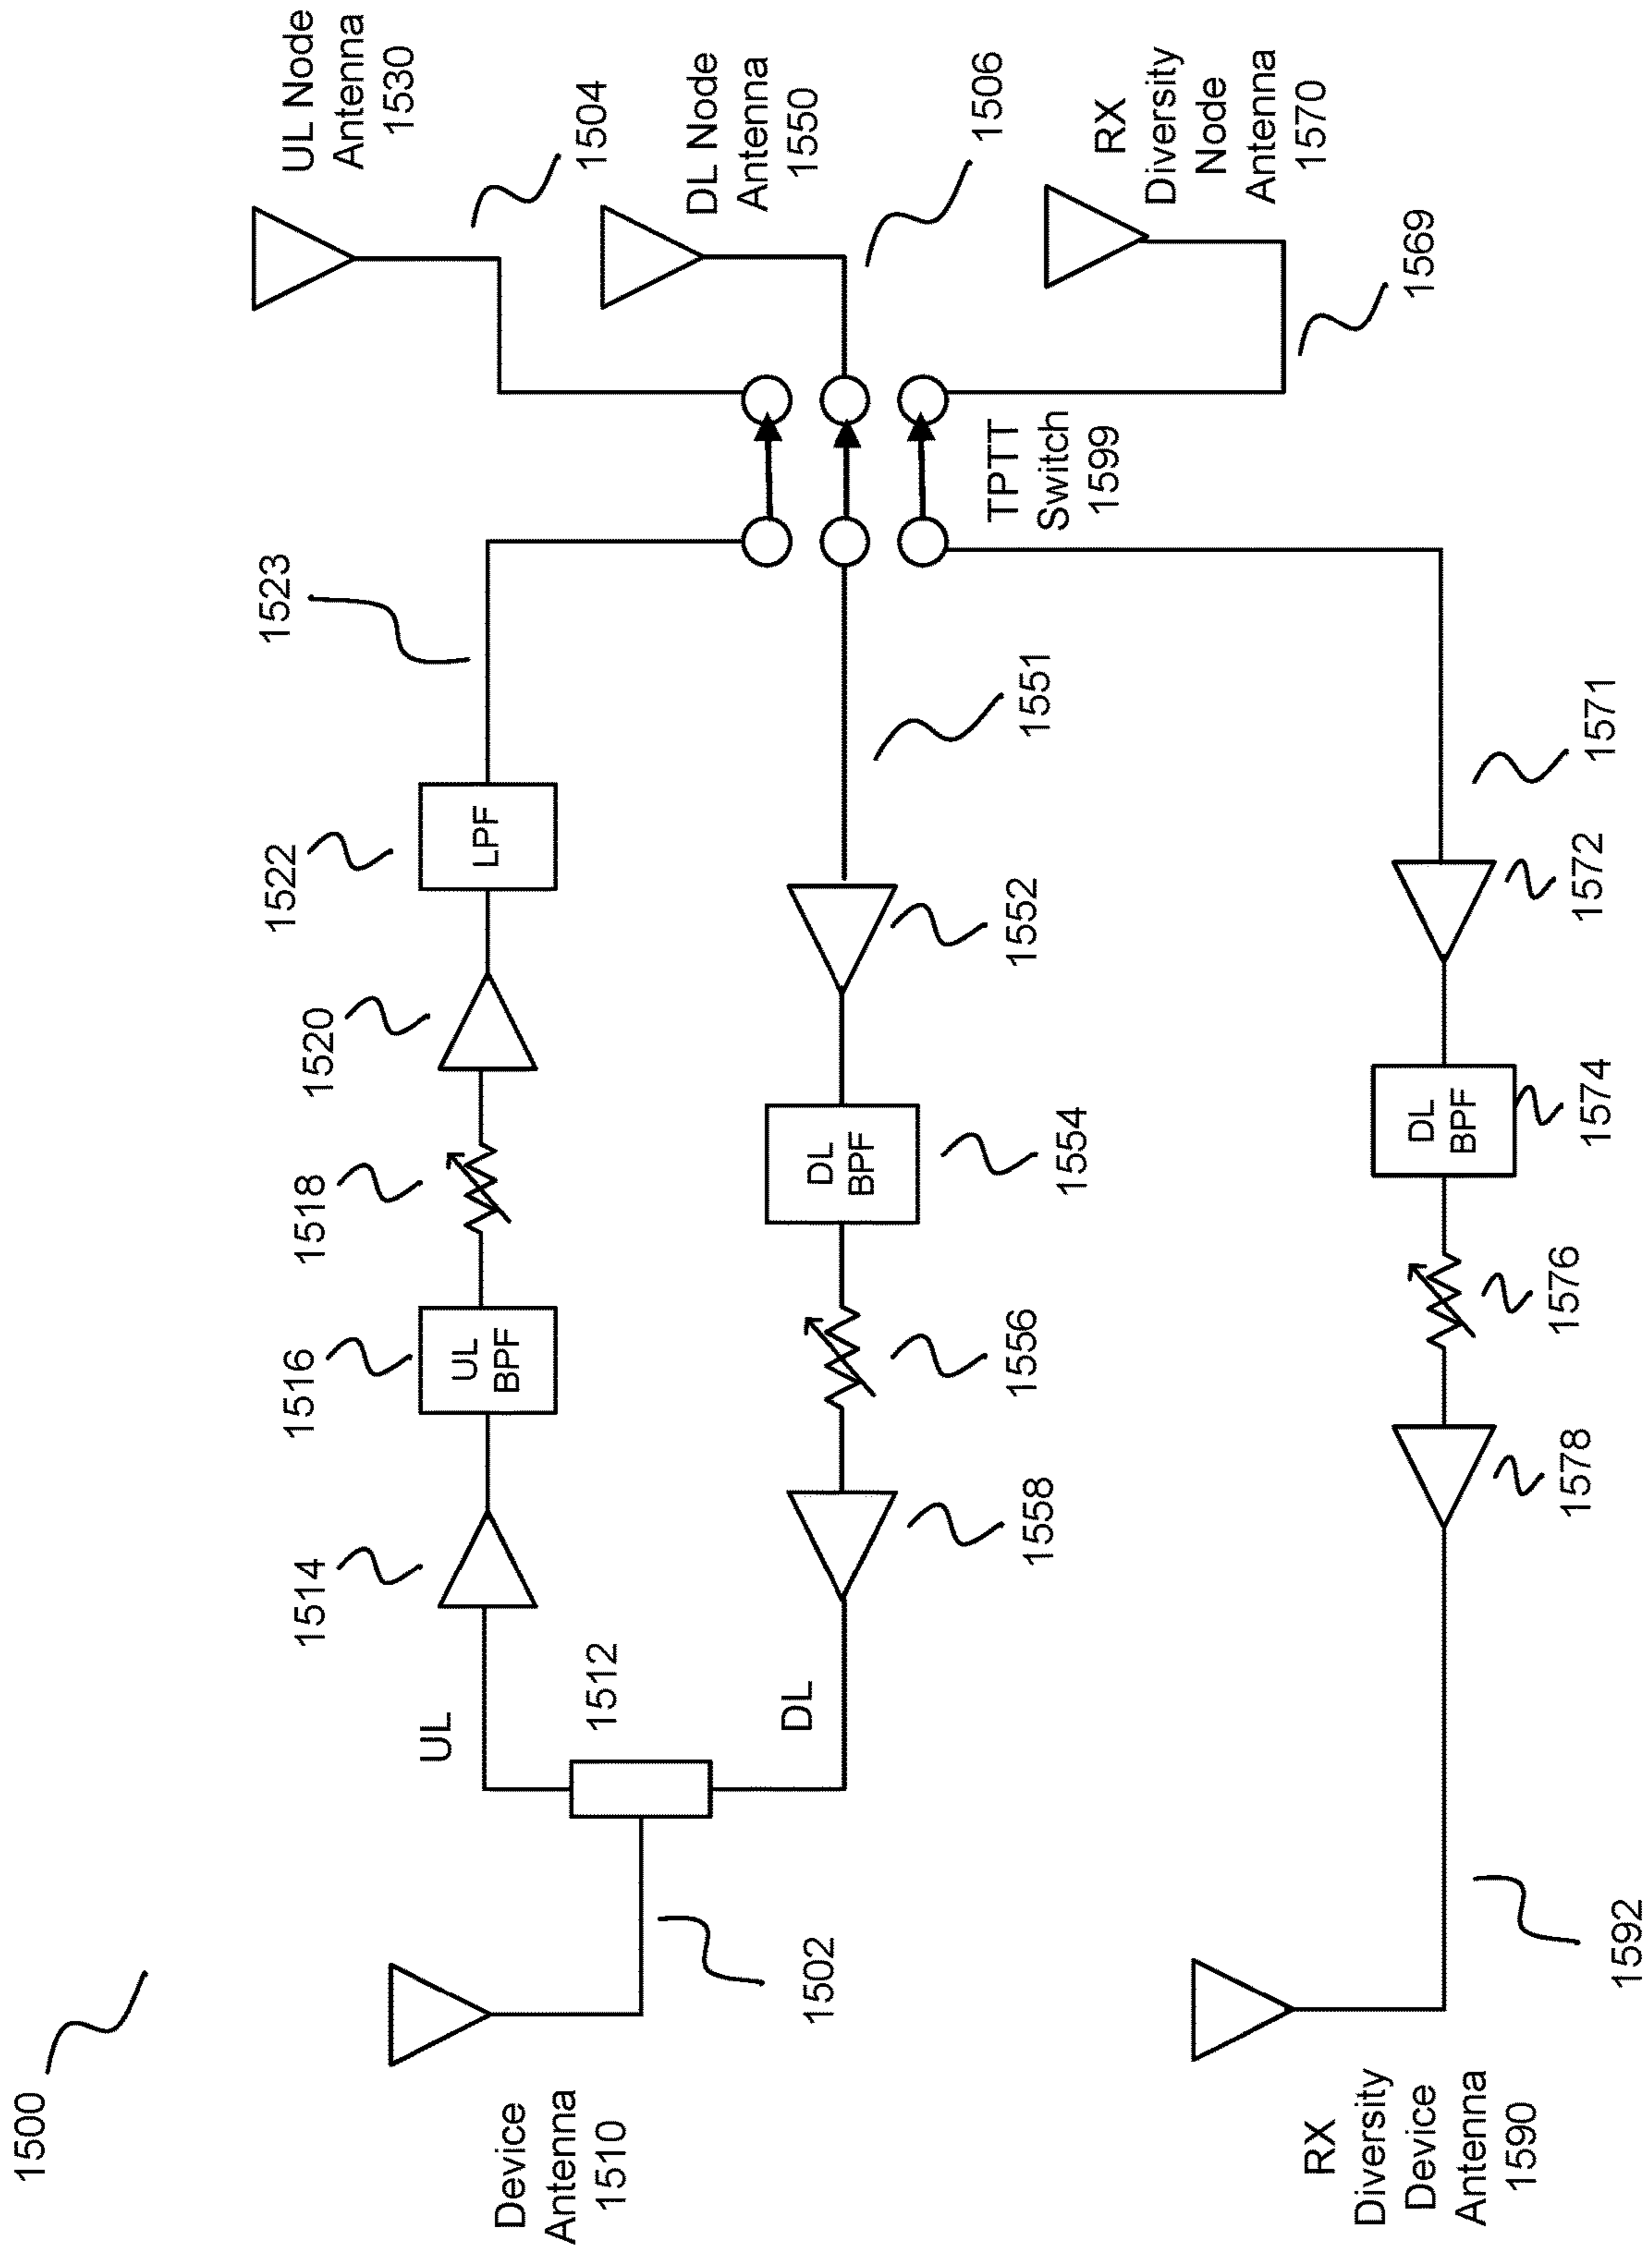 1500
UL Node
Antenna
1530
1504
DL Node
Antenna
1550
1506
RX
Diversity
Node
Antenna
1570
1569
1523
TPTT
Switch
1599
1522
LPF
1520
1518
1516
UL
BPF
1514
UL
1512
1551
1552
DL
BPF
1554
1556
1558
DL
Device
Antenna
1510
1502
1571
1572
DL
BPF
1574
1576
1578
1592
RX
Diversity
Device
Antenna
1590